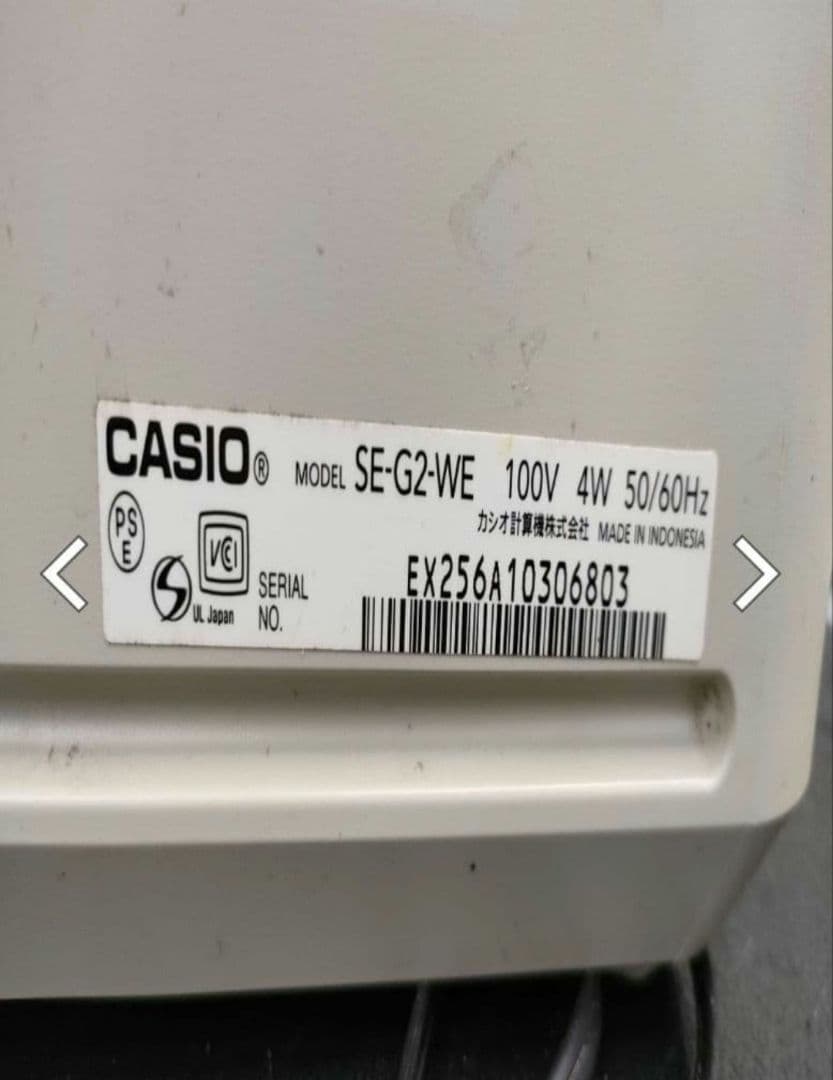 CASIO® MODEL SE-G2-WE 100V 4W 50/60Hz
カシオ計算機株式会社 MADE IN INDONESIA
PS
E
VCI
UL Japan
SERIAL
NO.
EX256A10306803